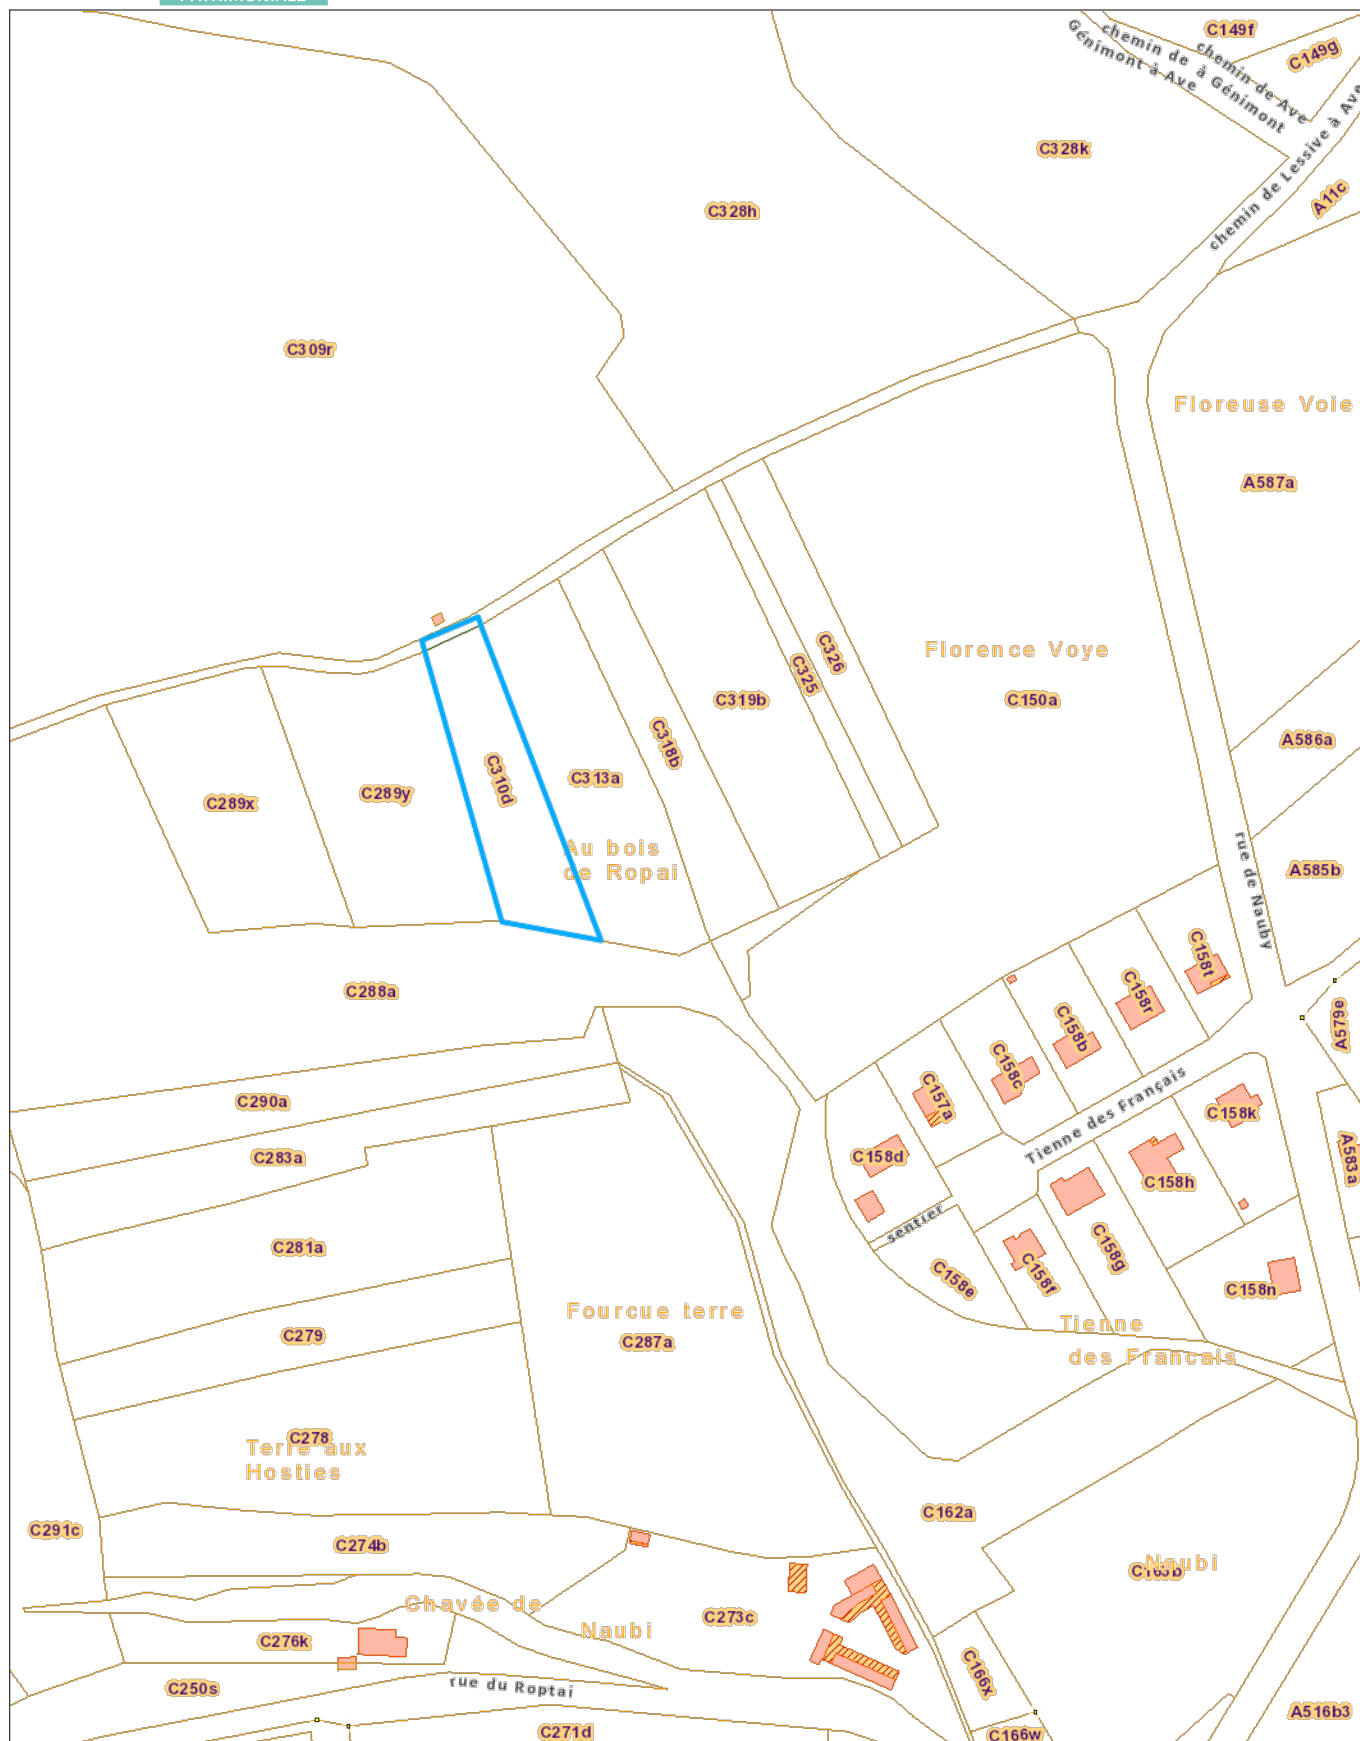 C149f
C149g
chemin de à
Génimont à Ave
chemin de Ave
à Génimont
chemin de Lessive à Ave
C328k
A11c
C328h
C309r
Floreuse Voie
A587a
Florence Voye
C150a
C326
C325
C319b
C318b
C313a
C310d
C289y
C289x
A586a
Au bois
de Ropai
A585b
rue de Nauby
C158t
C158r
C158b
C158c
C157a
C158d
C288a
A579e
C290a
Tienne des Français
C158k
C283a
A583a
C158h
sentier
C158g
C158f
C158e
C158n
C281a
Fourcue terre
C287a
Tienne
des Francais
C279
C278
Terre aux
Hosties
C291c
C274b
C162a
Naubi
Chavée de
Naubi
C273c
C276k
C250s
rue du Roptai
C166x
C166w
C271d
A516b3